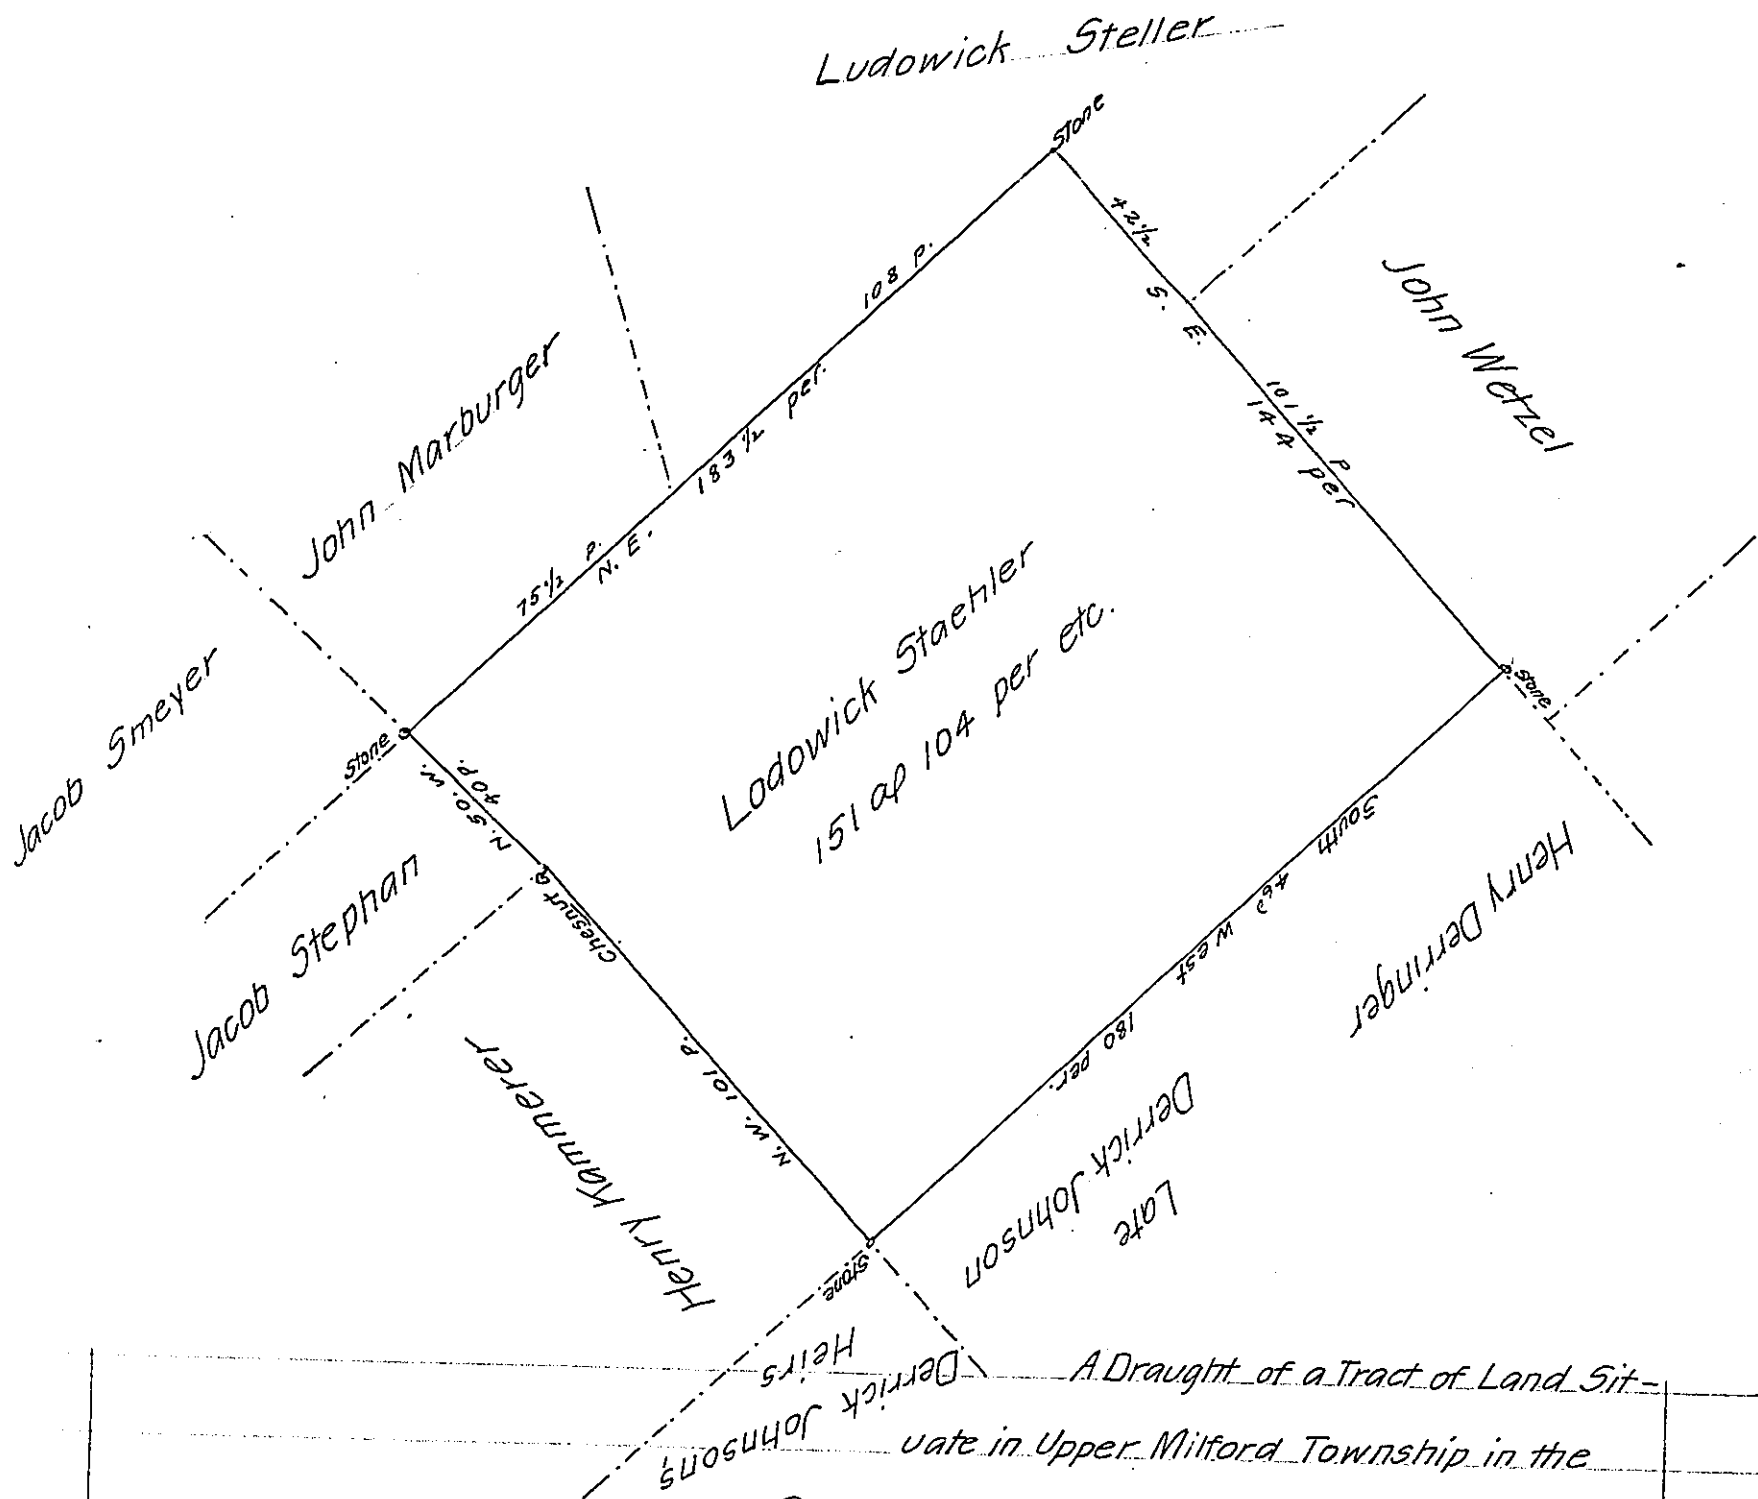 Ludowick Steller
Stone
42½
S. E.
101½ P
144 per
John Wetzel
108 P.
183½ per.
75½ P.
N. E.
John Marburger
Jacob Smeyer
Stone
40 P.
N. 50. W.
Jacob Stephan
Chesnut O.
Lodowick Staehler
151 ap 104 per etc.
Stone
South 46° West 180 per.
Henry Derringer
Late
Derrick Johnson
N. W. 101 P.
Henry Kammerer
Stone
Derrick Johnson's
Heirs
A Draught of a Tract of Land Sit-
uate in Upper Milford Township in the